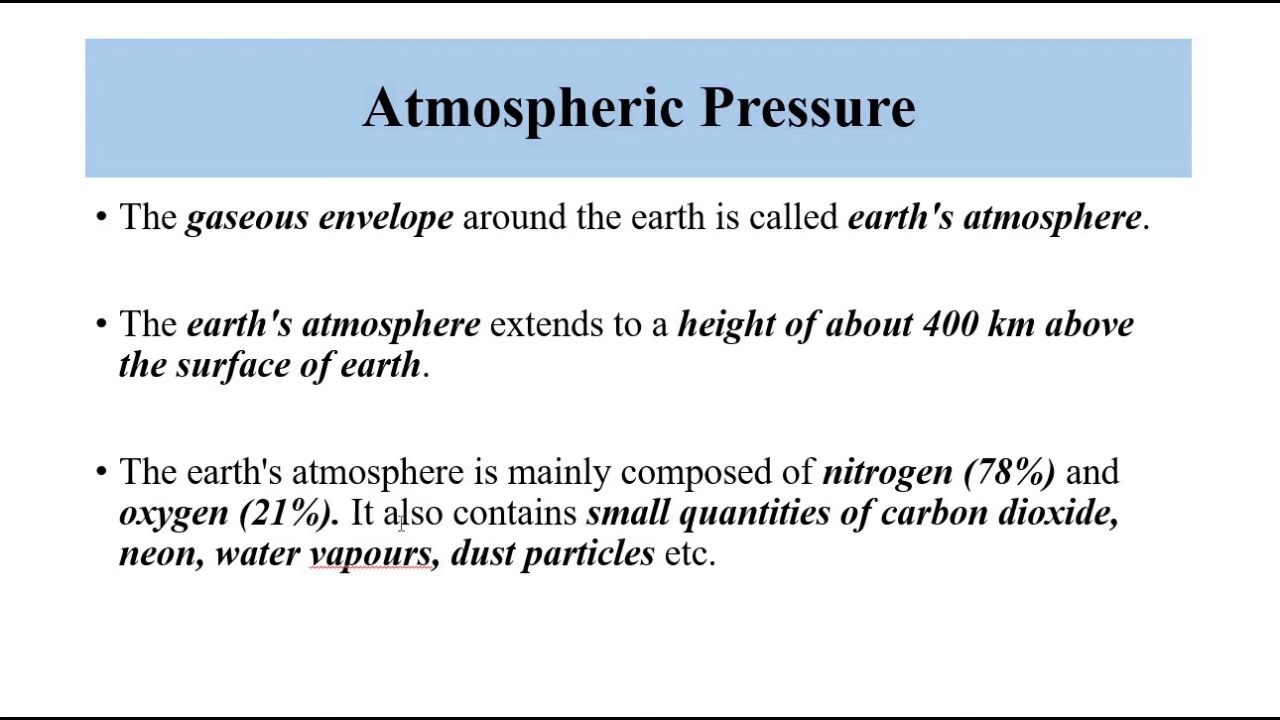 Atmospheric Pressure
• The gaseous envelope around the earth is called earth's atmosphere.
• The earth's atmosphere extends to a height of about 400 km above
the surface of earth.
• The earth's atmosphere is mainly composed of nitrogen (78%) and
oxygen (21%). It also contains small quantities of carbon dioxide,
neon, water vapours, dust particles etc.